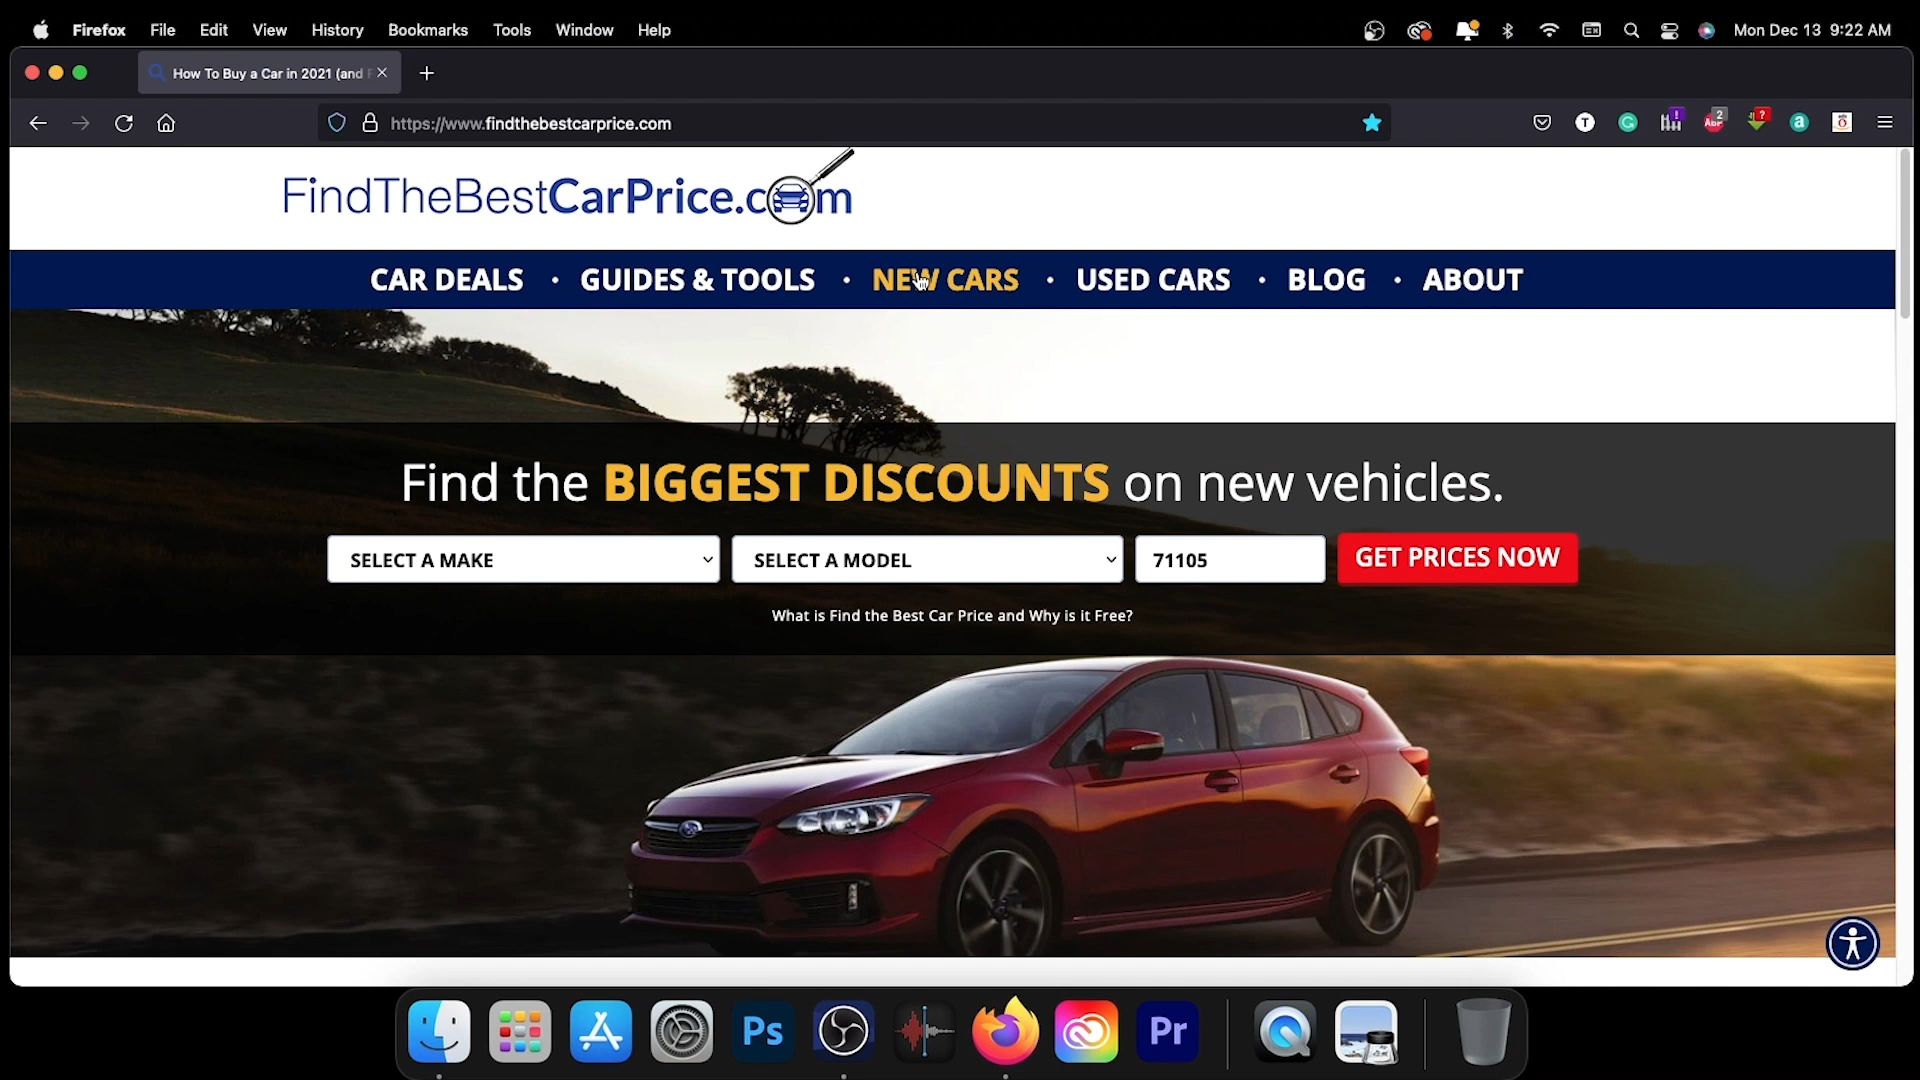 Firefox File Edit View History Bookmarks Tools Window Help Mon Dec 13 9:22 AM
How To Buy a Car in 2021 (and
https://www.findthebestcarprice.com
FindTheBestCarPrice.com
CAR DEALS • GUIDES & TOOLS • NEW CARS • USED CARS • BLOG • ABOUT
Find the BIGGEST DISCOUNTS on new vehicles.
SELECT A MAKE SELECT A MODEL 71105 GET PRICES NOW
What is Find the Best Car Price and Why is it Free?
Ps Pr